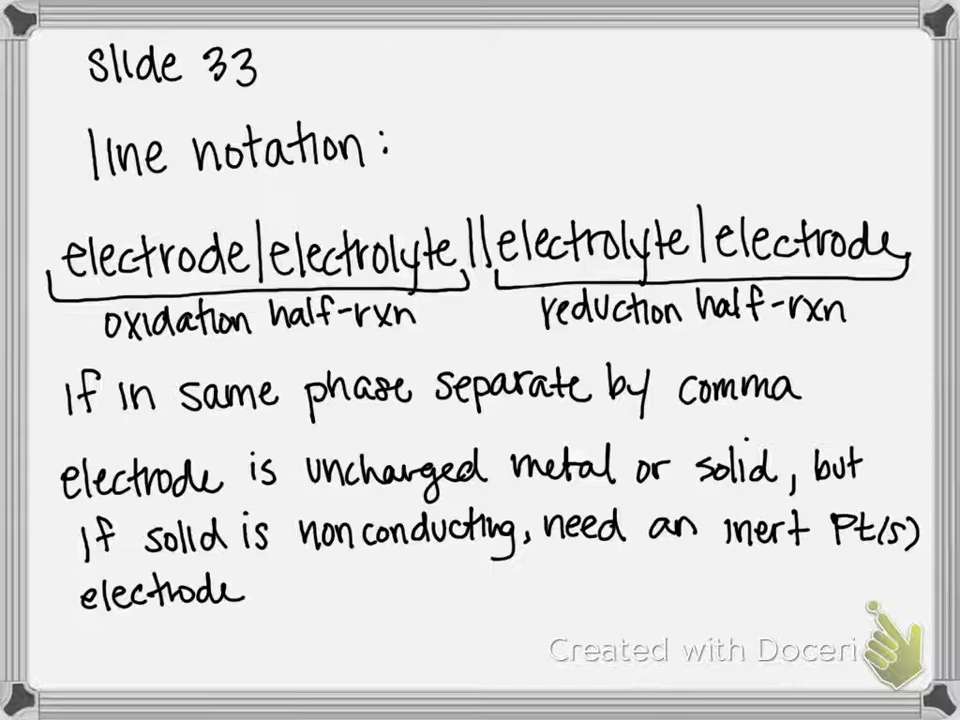 slide 33
line notation:
electrode|electrolyte||electrolyte|electrode
oxidation half-rxn reduction half-rxn
If in same phase separate by comma
electrode is uncharged metal or solid, but
If solid is nonconducting, need an inert Pt(s)
electrode
Created with Doceri